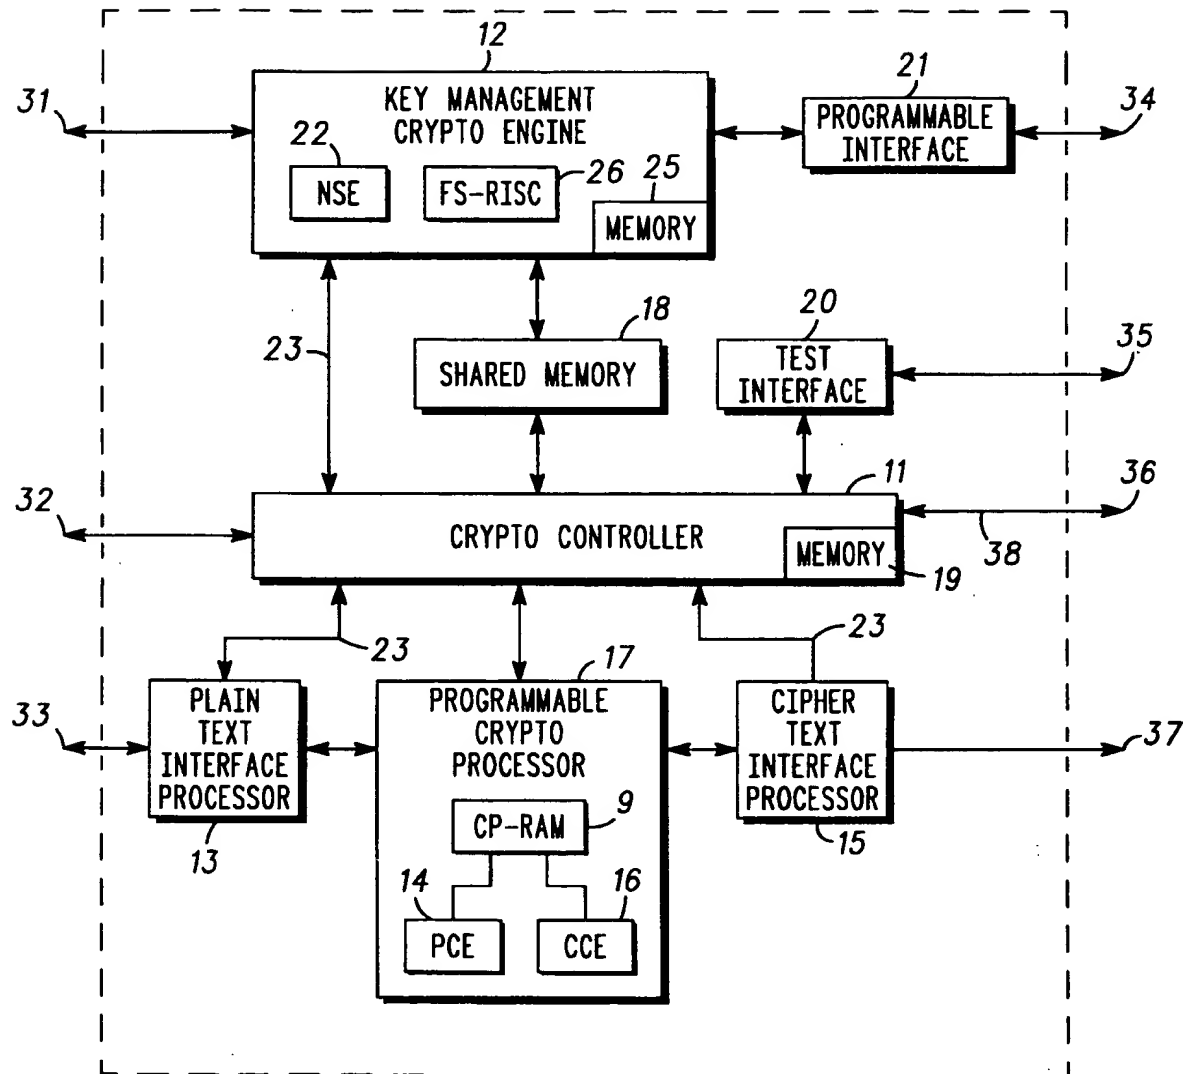 12
KEY MANAGEMENT
CRYPTO ENGINE
22
NSE
FS-RISC
26
25
MEMORY
21
PROGRAMMABLE
INTERFACE
31
34
23
18
SHARED MEMORY
20
TEST
INTERFACE
35
11
32
CRYPTO CONTROLLER
MEMORY
19
36
38
23
23
17
33
PLAIN
TEXT
INTERFACE
PROCESSOR
13
PROGRAMMABLE
CRYPTO
PROCESSOR
CP-RAM
9
14
PCE
16
CCE
CIPHER
TEXT
INTERFACE
PROCESSOR
15
37